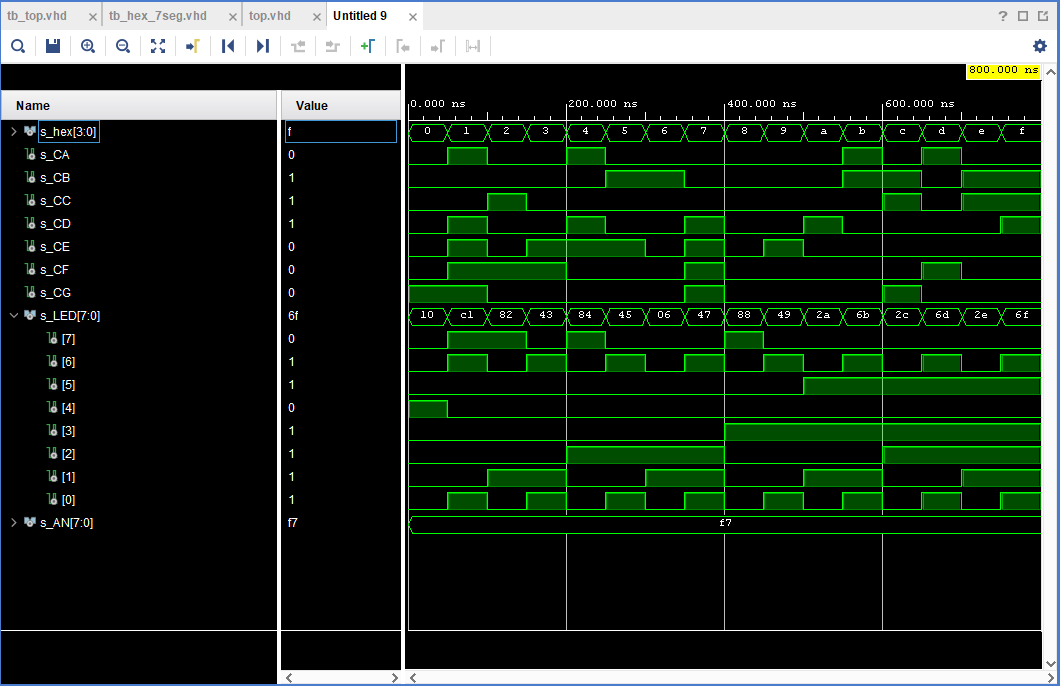 tb_top.vhd tb_hex_7seg.vhd top.vhd Untitled 9
800.000 ns
Name Value
0.000 ns 200.000 ns 400.000 ns 600.000 ns
s_hex[3:0] f 0 1 2 3 4 5 6 7 8 9 a b c d e f
s_CA 0
s_CB 1
s_CC 1
s_CD 1
s_CE 0
s_CF 0
s_CG 0
s_LED[7:0] 6f 10 c1 82 43 84 45 06 47 88 49 2a 6b 2c 6d 2e 6f
[7] 0
[6] 1
[5] 1
[4] 0
[3] 1
[2] 1
[1] 1
[0] 1
s_AN[7:0] f7 f7